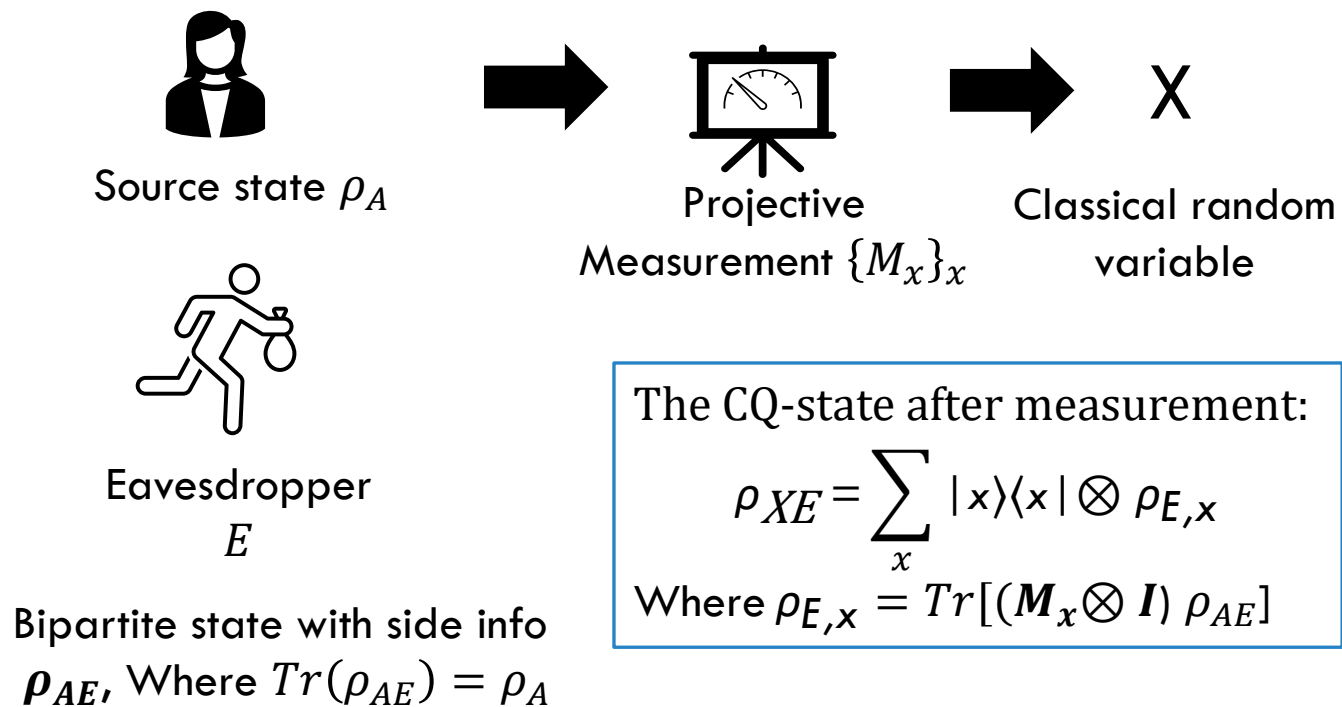 Source state ρ_A
Projective
Measurement {M_x}_x
X
Classical random
variable
Eavesdropper
E
Bipartite state with side info
ρ_AE, Where Tr(ρ_AE) = ρ_A
The CQ-state after measurement:
ρ_XE = ∑_x |x⟩⟨x| ⊗ ρ_E,x
Where ρ_E,x = Tr[(M_x ⊗ I) ρ_AE]